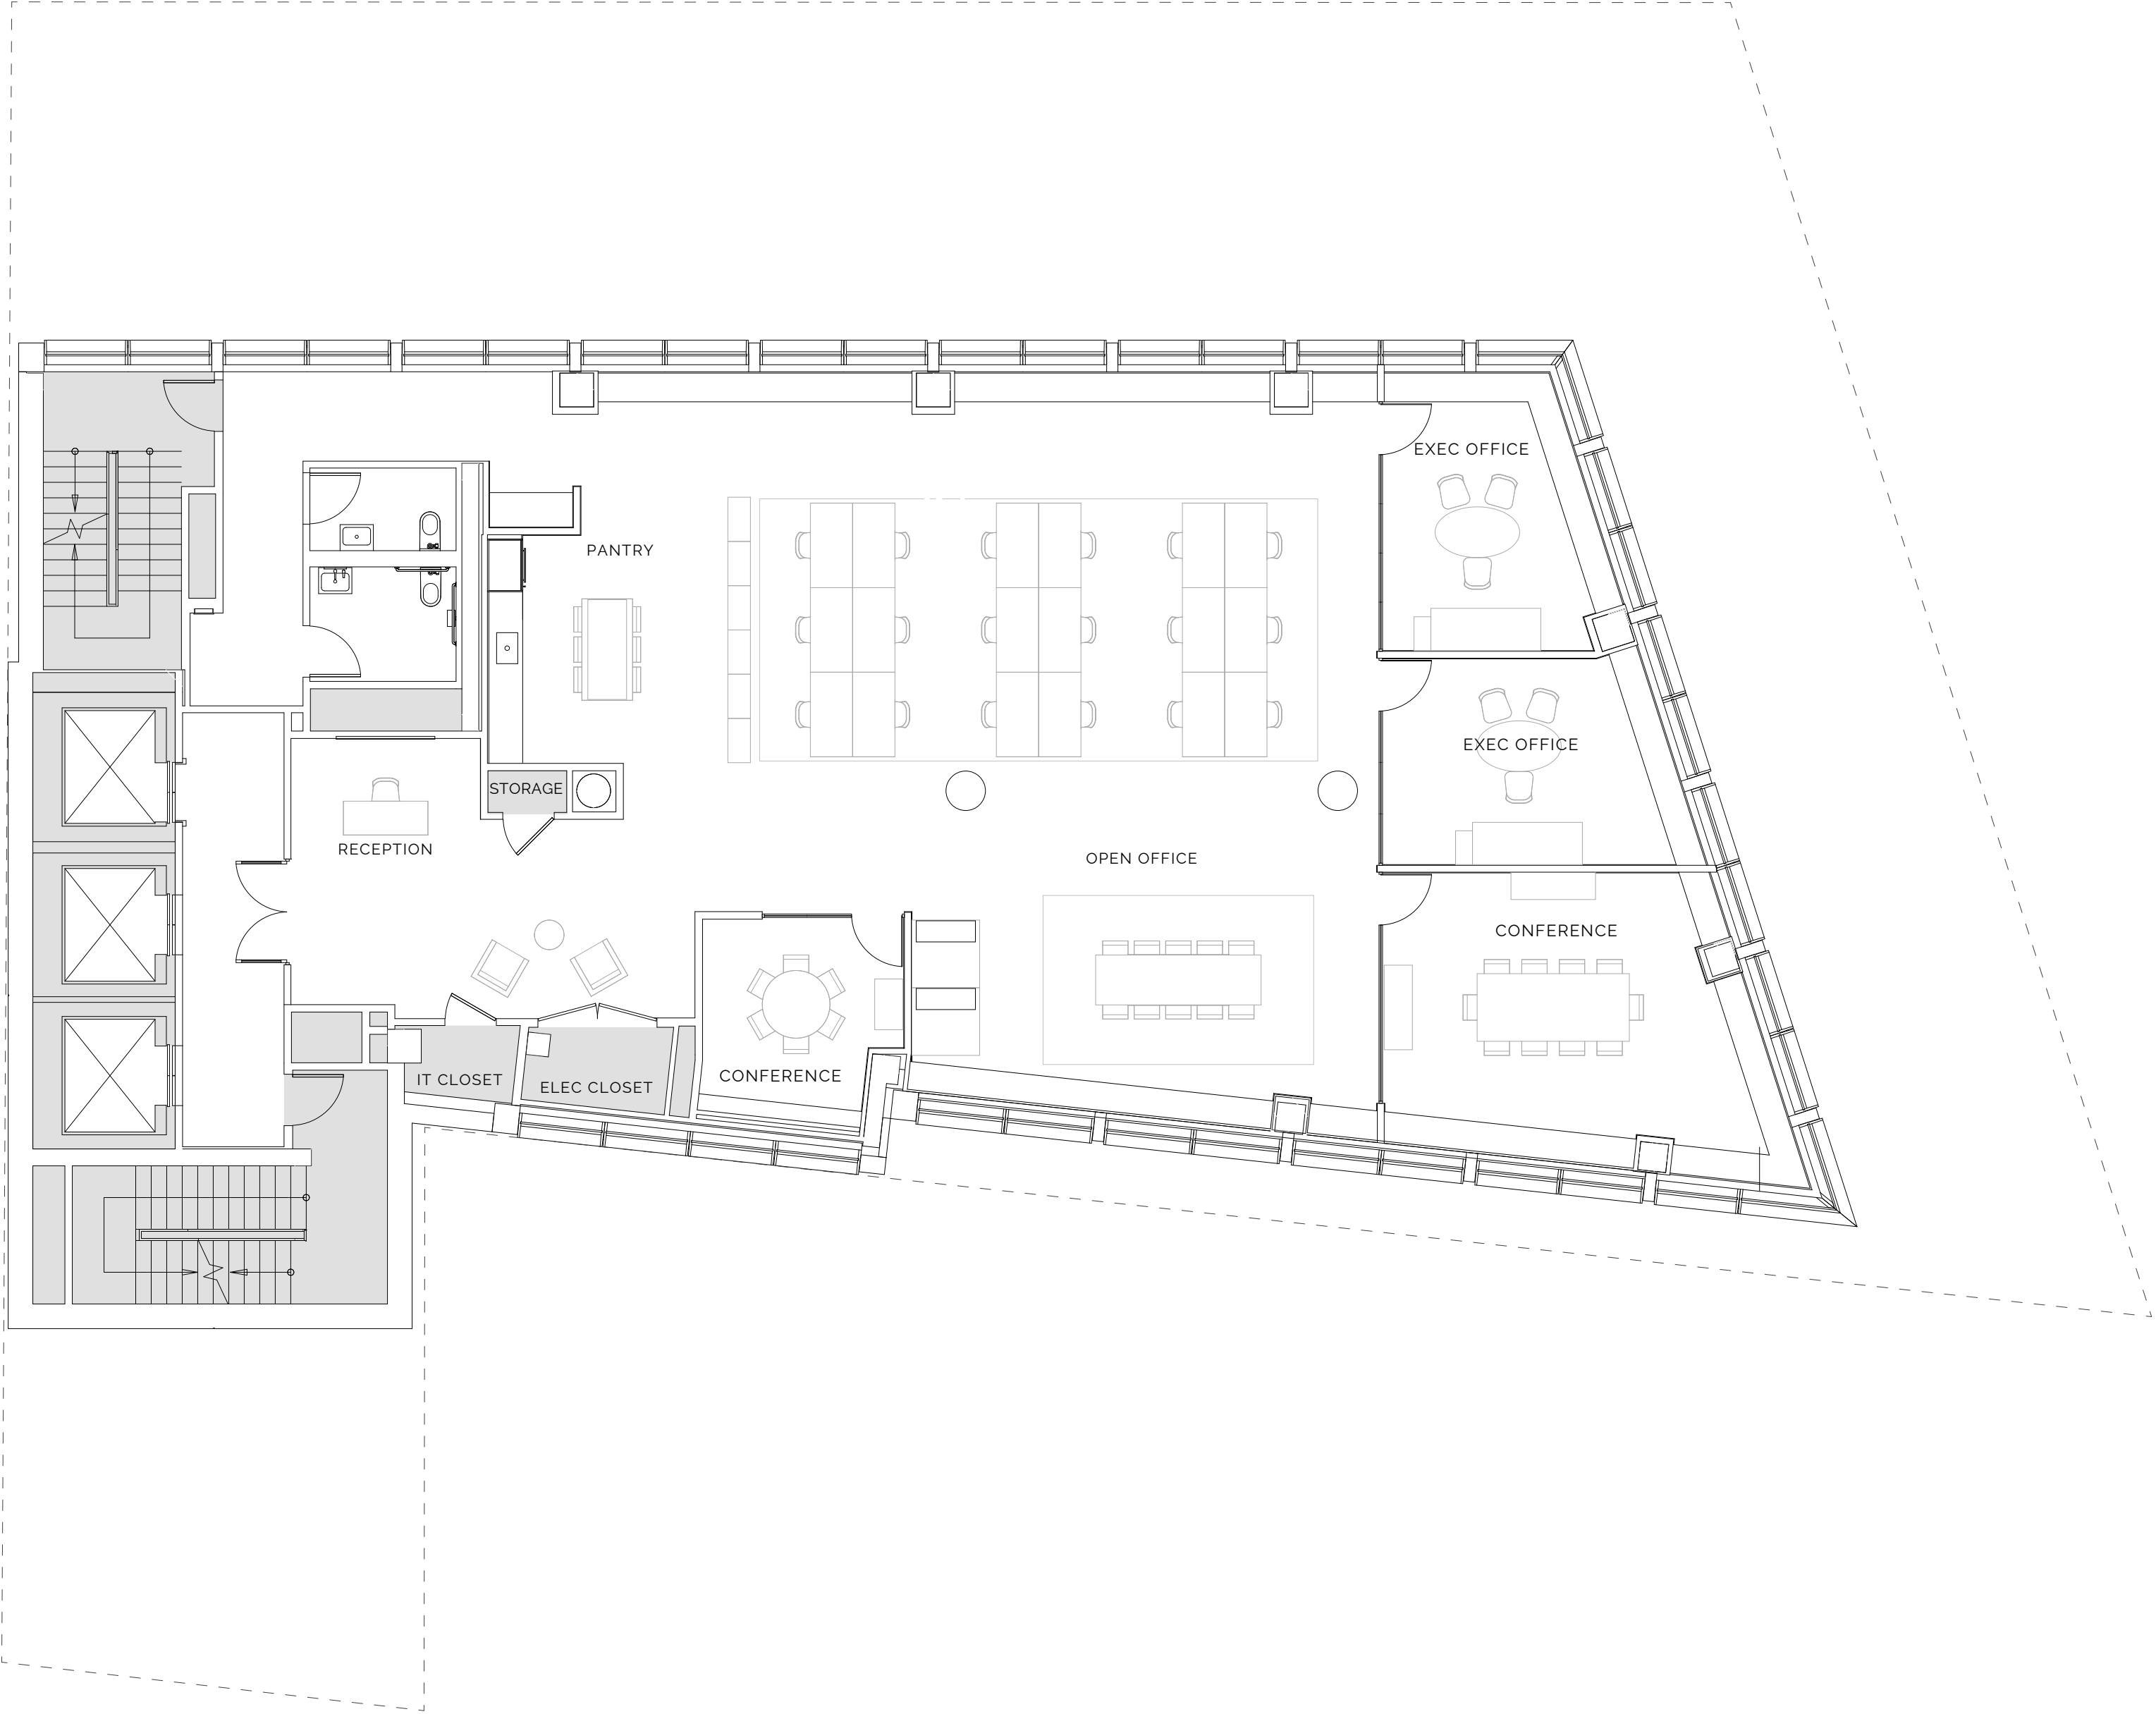 EXEC OFFICE
PANTRY
EXEC OFFICE
STORAGE
RECEPTION
OPEN OFFICE
CONFERENCE
CONFERENCE
IT CLOSET
ELEC CLOSET